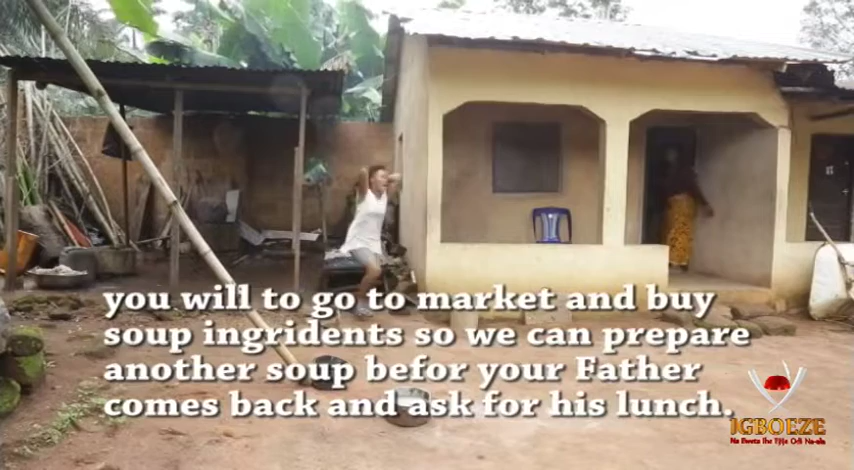 you will to go to market and buy
soup ingridents so we can prepare
another soup befor your Father
comes back and ask for his lunch.
IGBOEZE